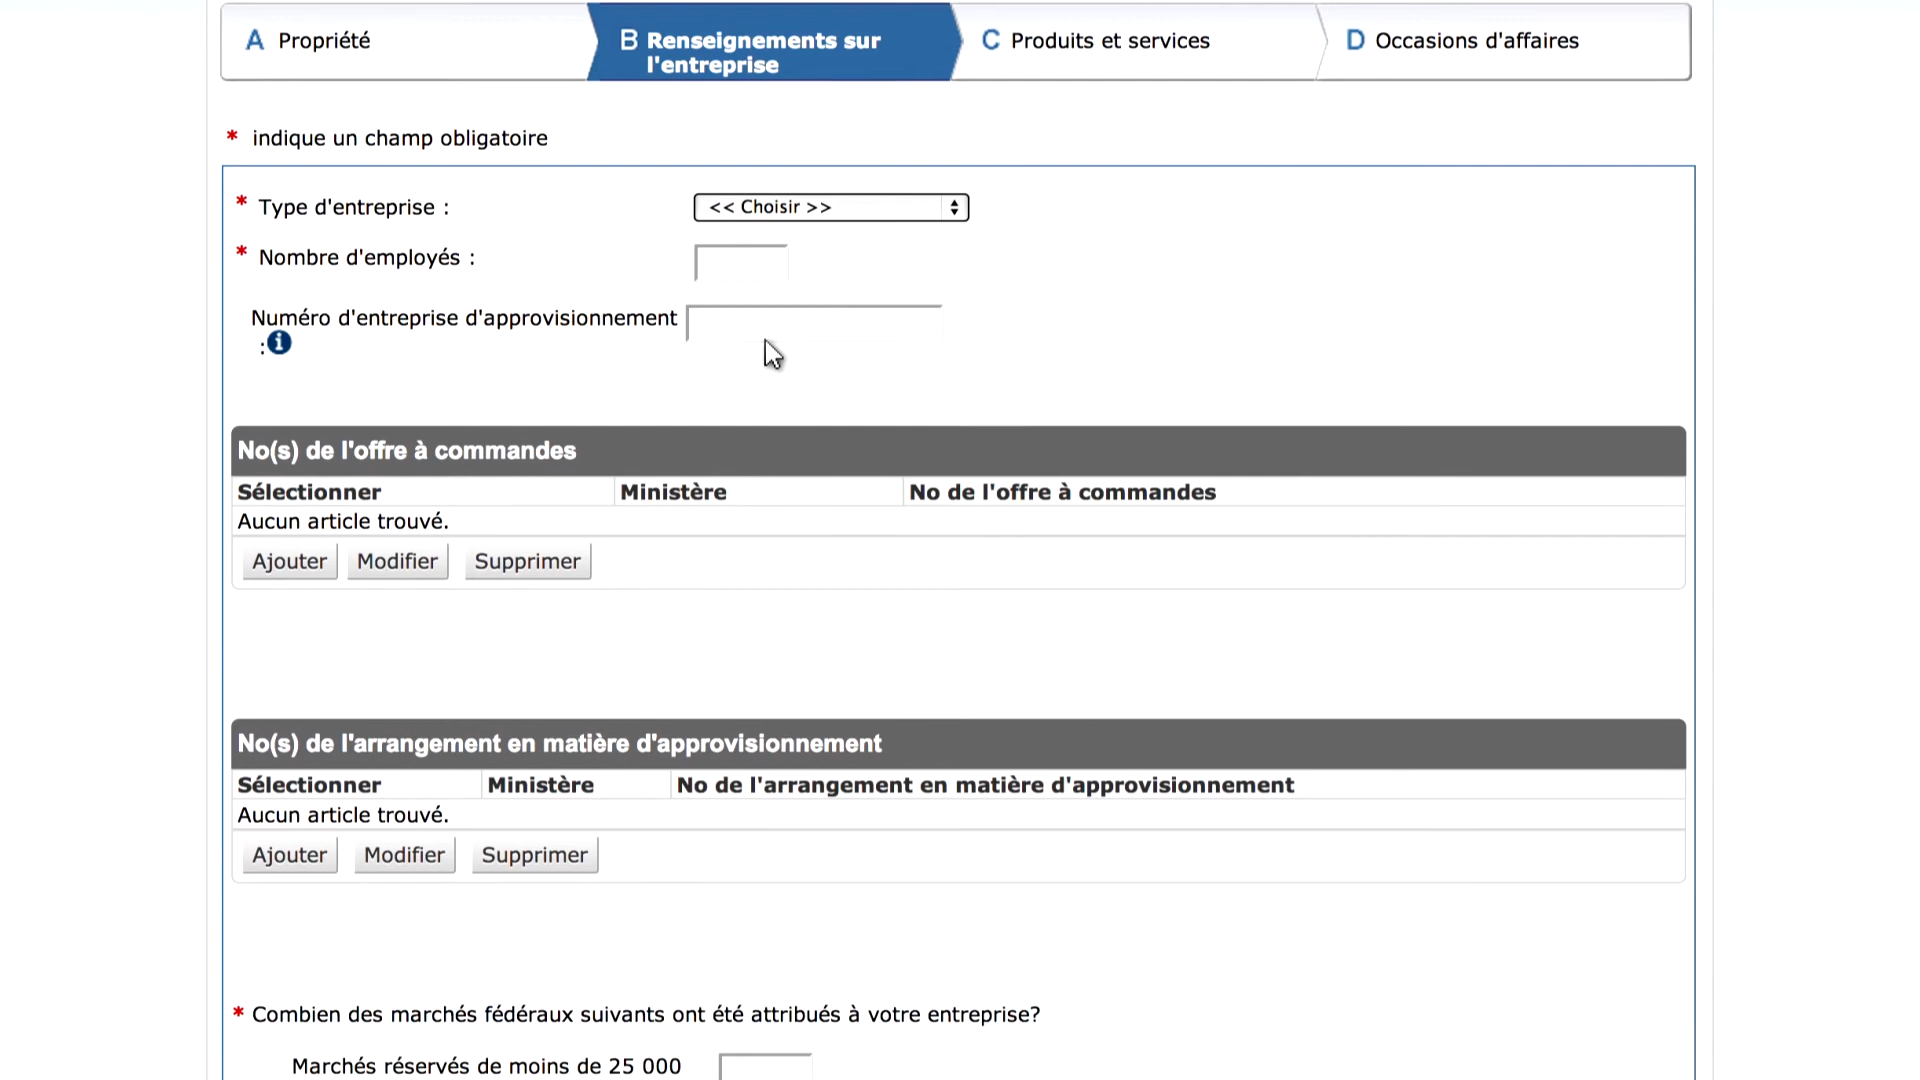 A Propriété
B Renseignements sur
l'entreprise
C Produits et services
D Occasions d'affaires
* indique un champ obligatoire
* Type d'entreprise :
<< Choisir >>
* Nombre d'employés :
Numéro d'entreprise d'approvisionnement
: i
No(s) de l'offre à commandes
Sélectionner Ministère No de l'offre à commandes
Aucun article trouvé.
Ajouter Modifier Supprimer
No(s) de l'arrangement en matière d'approvisionnement
Sélectionner Ministère No de l'arrangement en matière d'approvisionnement
Aucun article trouvé.
Ajouter Modifier Supprimer
* Combien des marchés fédéraux suivants ont été attribués à votre entreprise?
Marchés réservés de moins de 25 000